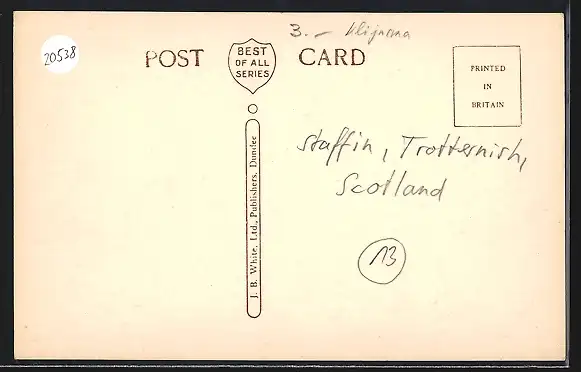 3. –
20538
POST CARD
BEST
OF ALL
SERIES
PRINTED
IN
BRITAIN
J. B. White, Ltd., Publishers, Dundee
Staffin, Trotternish,
Scotland
13